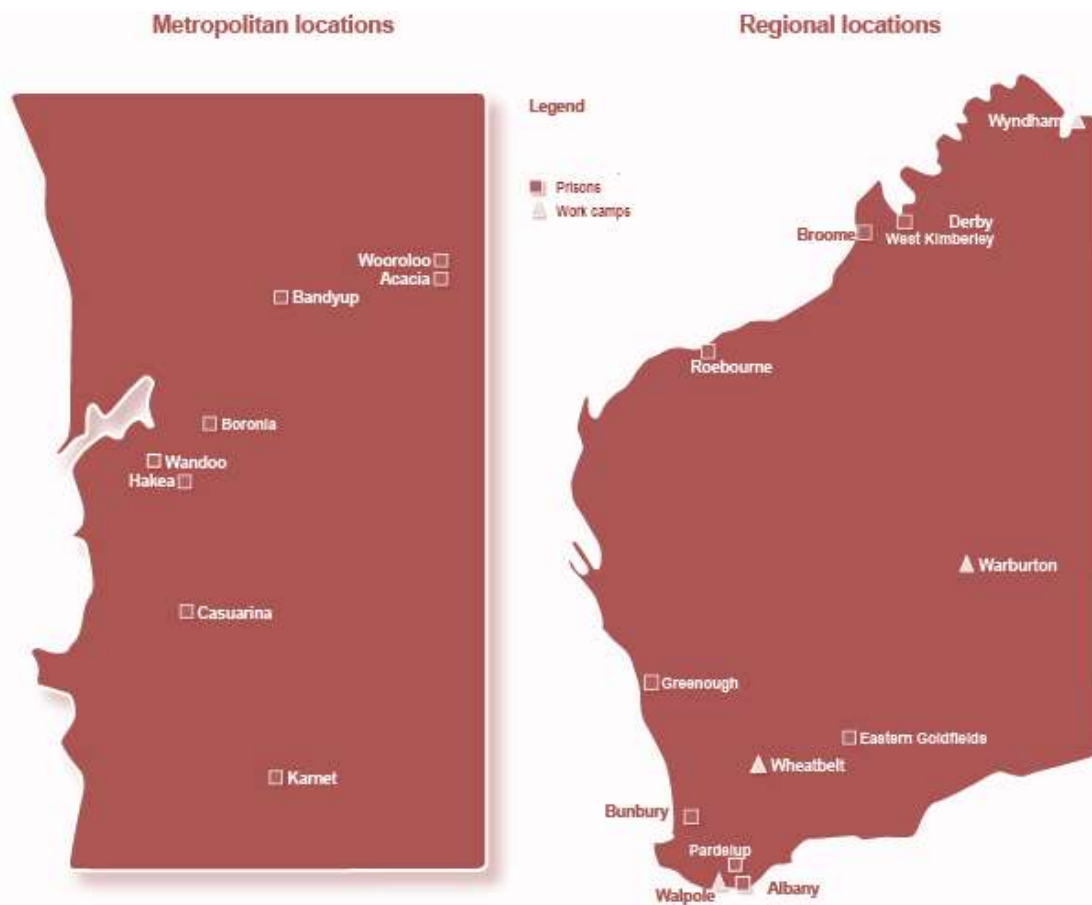 Metropolitan locations
Regional locations
Legend
Prisons
Work camps
Wooroloo
Acacia
Bandyup
Boronia
Wandoo
Hakea
Casuarina
Karnet
Wyndham
Derby
West Kimberley
Broome
Roebourne
Warburton
Greenough
Eastern Goldfields
Wheatbelt
Bunbury
Pardelup
Walpole
Albany